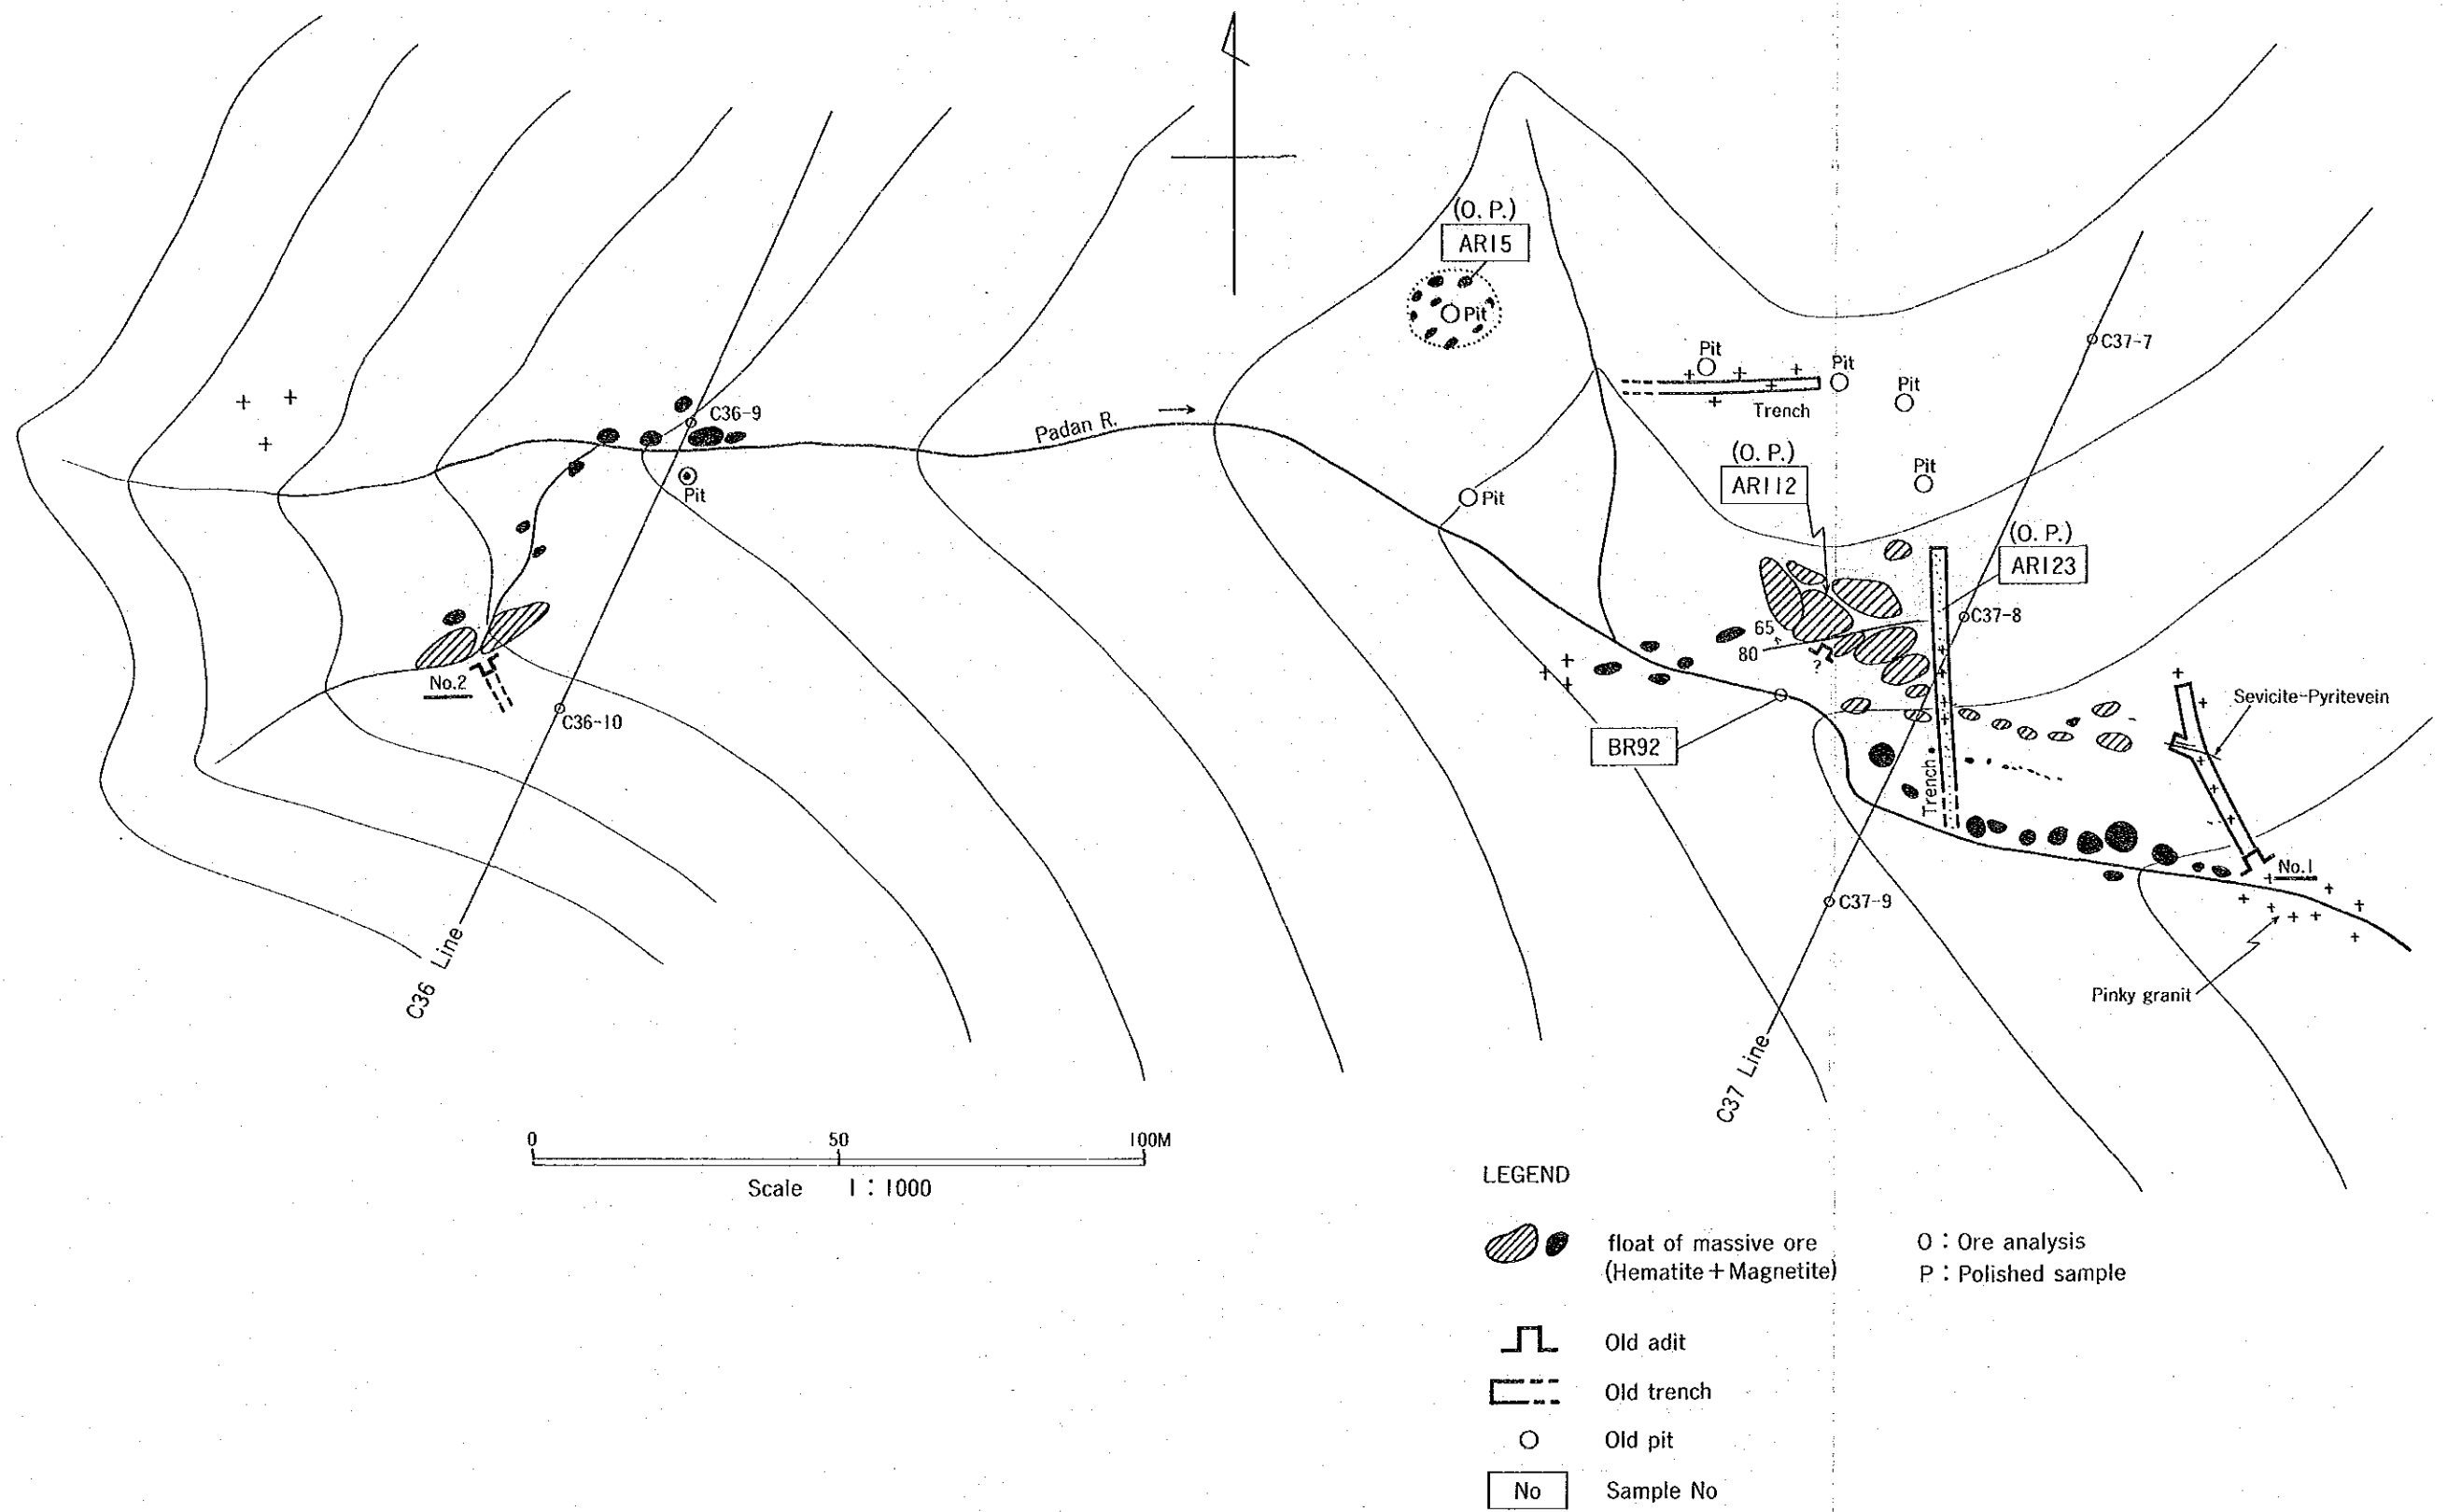 (O. P.)
AR115
Pit
C37-7
Pit
Pit
Pit
Trench
C36-9
Padan R.
(O. P.)
AR112
Pit
Pit
Pit
(O. P.)
AR123
C37-8
65
80
?
No.2
C36-10
Sevicite-Pyritevein
BR92
Trench
No.1
C37-9
Pinky granit
C36 Line
C37 Line
0 50 100M
Scale 1 : 1000
LEGEND
float of massive ore
(Hematite + Magnetite)
O : Ore analysis
P : Polished sample
Old adit
Old trench
Old pit
No Sample No